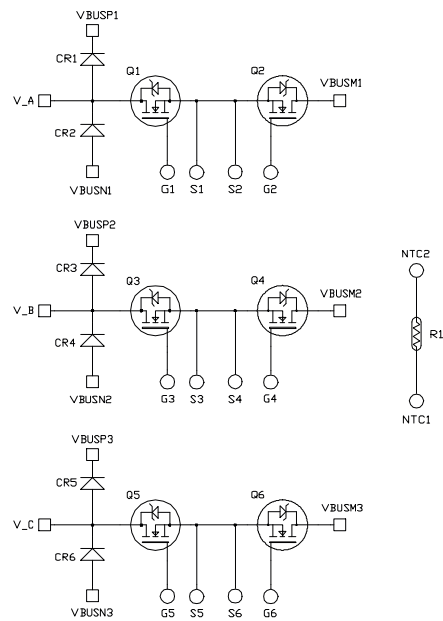 VBUSP1
CR1
Q1
Q2
VBUSM1
V_A
CR2
VBUSN1
G1
S1
S2
G2
VBUSP2
CR3
Q3
Q4
VBUSM2
V_B
CR4
VBUSN2
G3
S3
S4
G4
NTC2
R1
NTC1
VBUSP3
CR5
Q5
Q6
VBUSM3
V_C
CR6
VBUSN3
G5
S5
S6
G6